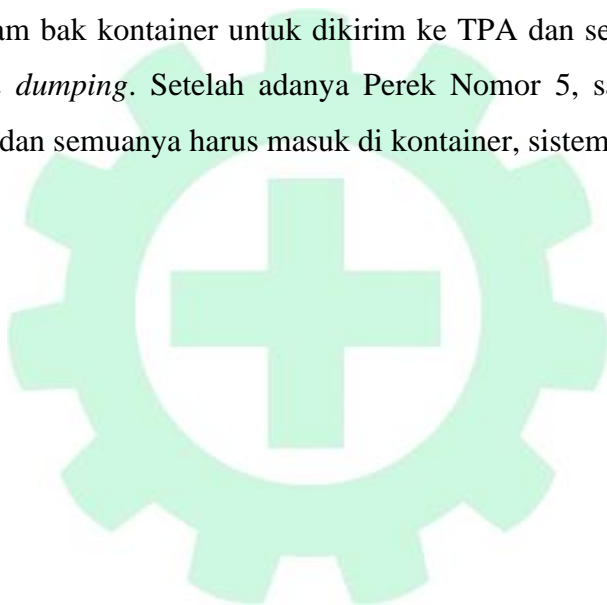 am bak kontainer untuk dikirim ke TPA dan se
dumping. Setelah adanya Perek Nomor 5, sa
dan semuanya harus masuk di kontainer, sistem